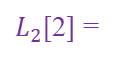 L₂[2] =